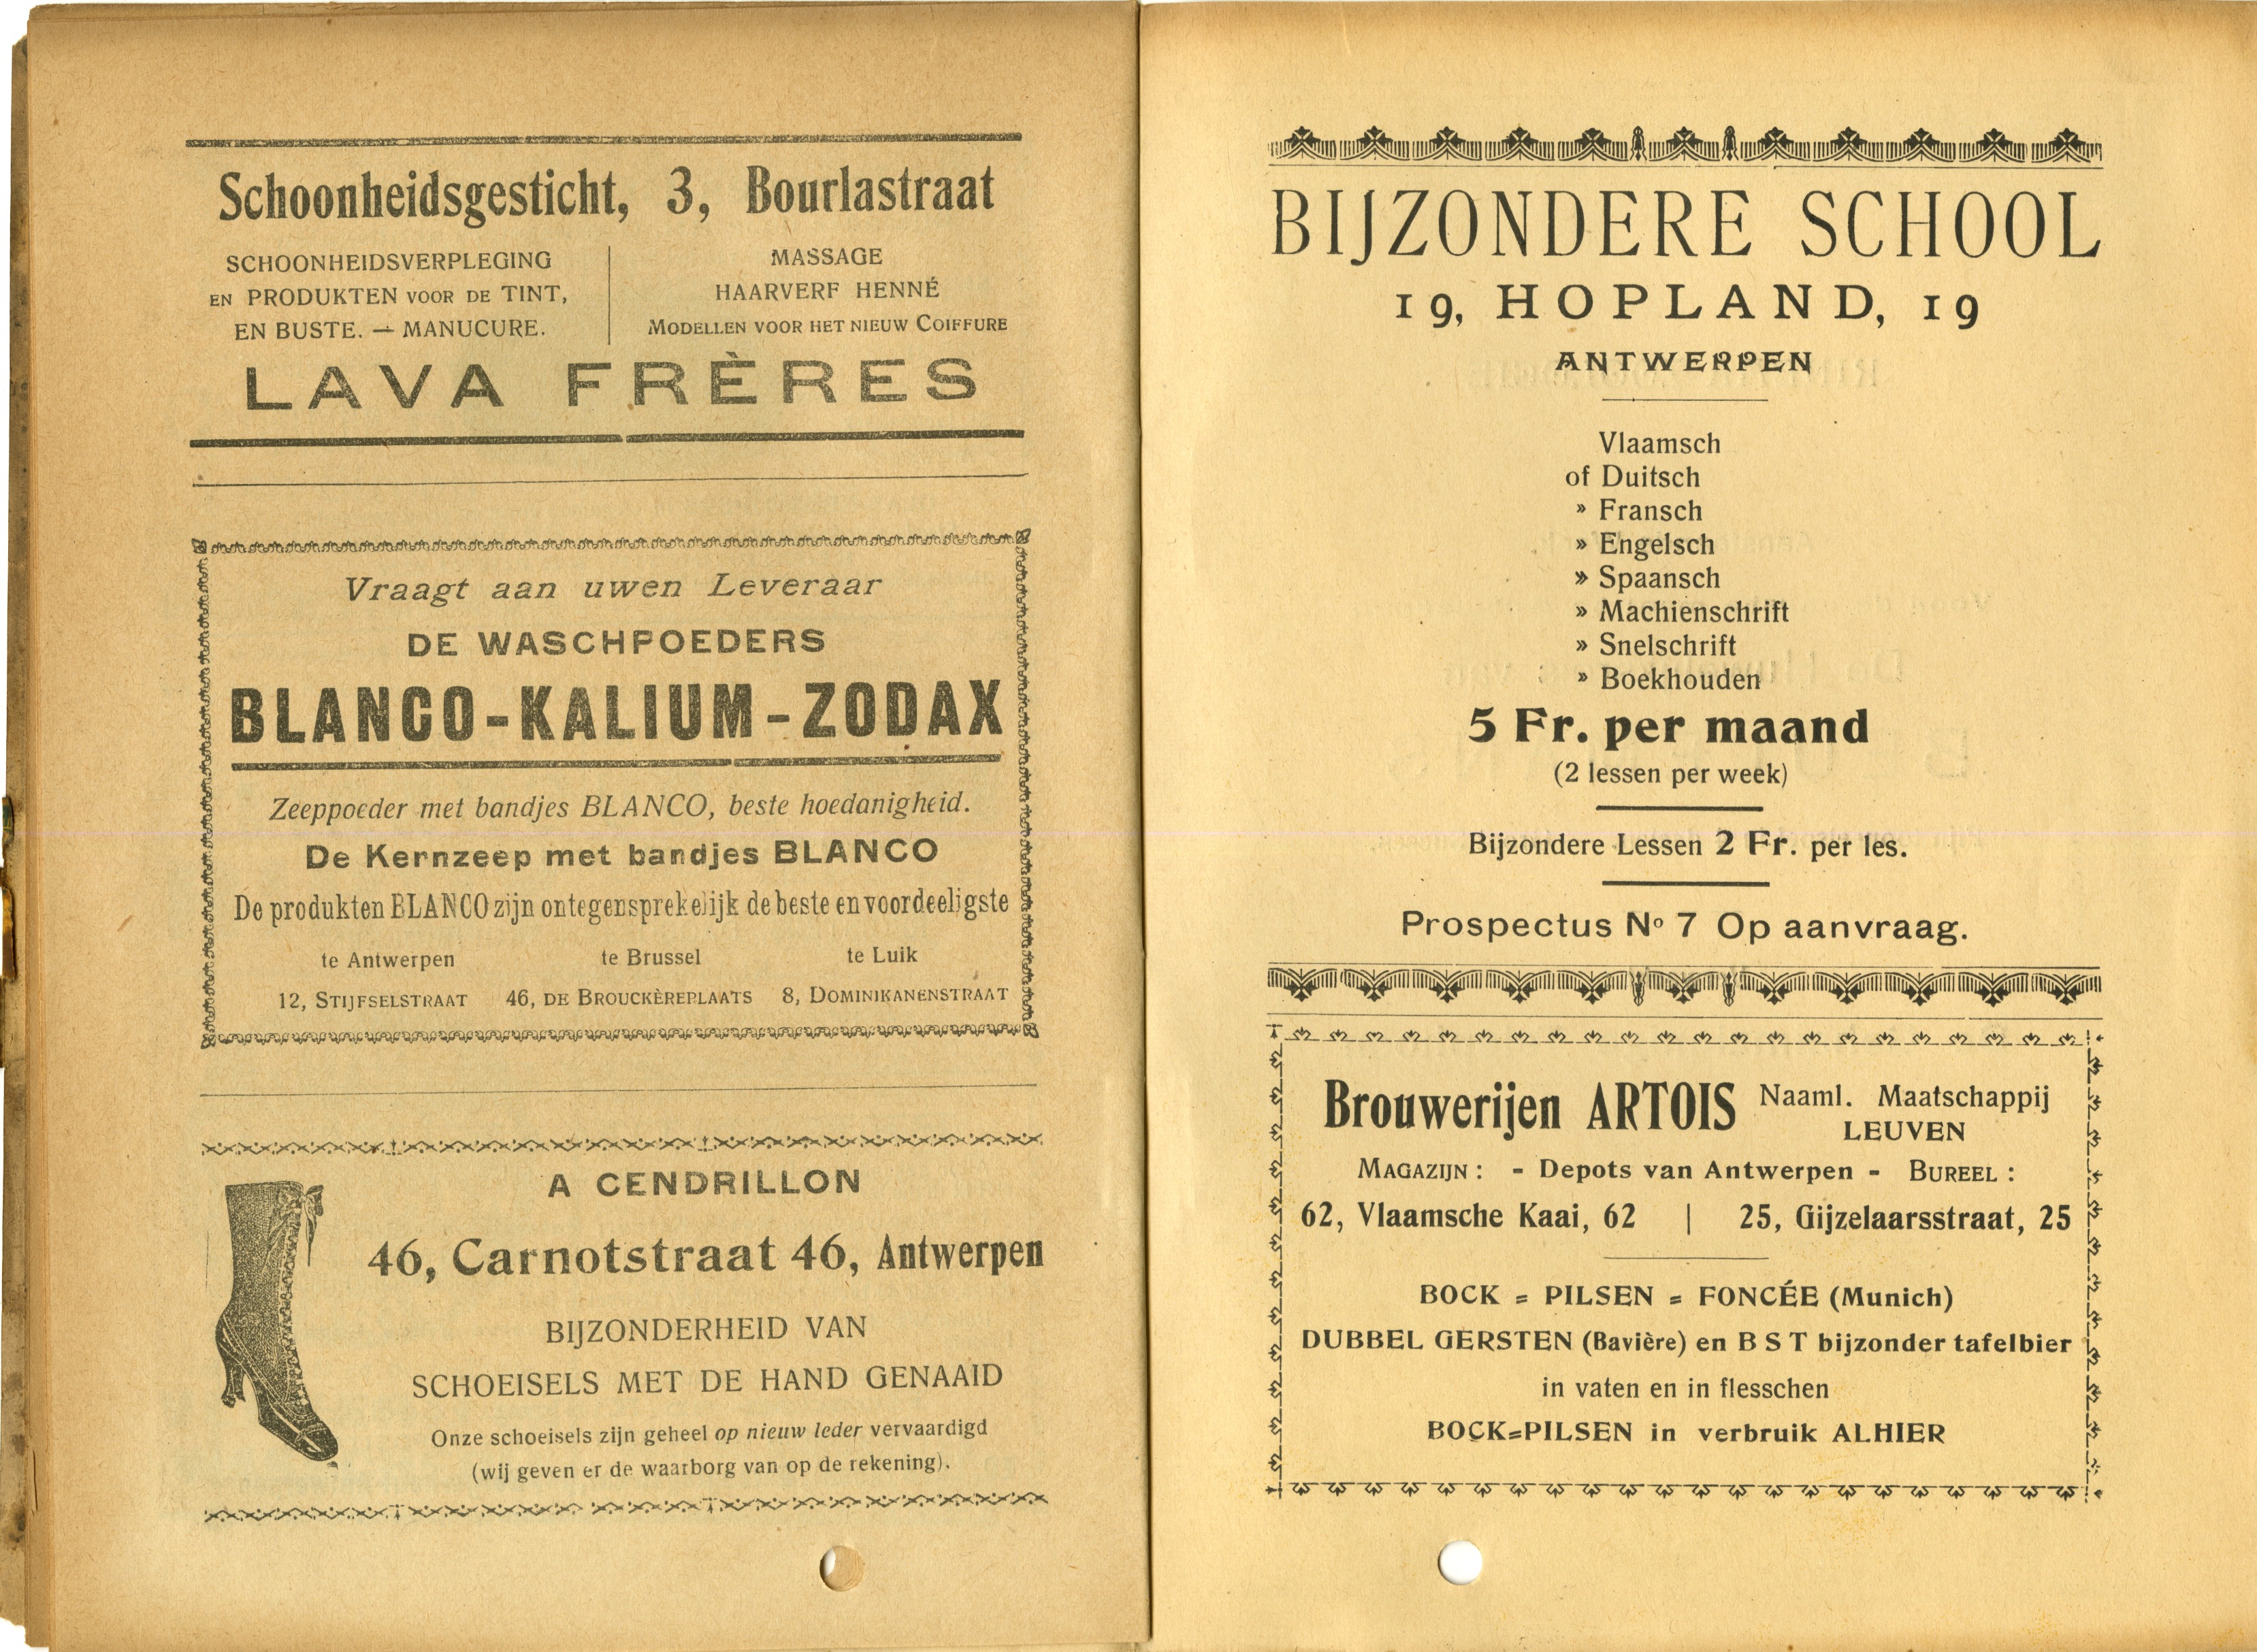 Schoonheidsgesticht, 3, Bourlastraat
SCHOONHEIDSVERPLEGING
EN PRODUKTEN VOOR DE TINT,
EN BUSTE. — MANUCURE.
MASSAGE
HAARVERF HENNÉ
MODELLEN VOOR HET NIEUW COIFFURE
LAVA FRÈRES
Vraagt aan uwen Leveraar
DE WASCHPOEDERS
BLANCO-KALIUM-ZODAX
Zeeppoeder met bandjes BLANCO, beste hoedanigheid.
De Kernzeep met bandjes BLANCO
De produkten BLANCO zijn ontegensprekelijk de beste en voordeeligste
te Antwerpen te Brussel te Luik
12, STIJFSELSTRAAT 46, DE BROUCKÈREPLAATS 8, DOMINIKANENSTRAAT
A CENDRILLON
46, Carnotstraat 46, Antwerpen
BIJZONDERHEID VAN
SCHOEISELS MET DE HAND GENAAID
Onze schoeisels zijn geheel op nieuw leder vervaardigd
(wij geven er de waarborg van op de rekening).
BIJZONDERE SCHOOL
19, HOPLAND, 19
ANTWERPEN
Vlaamsch
of Duitsch
» Fransch
» Engelsch
» Spaansch
» Machienschrift
» Snelschrift
» Boekhouden
5 Fr. per maand
(2 lessen per week)
Bijzondere Lessen 2 Fr. per les.
Prospectus Nº 7 Op aanvraag.
Brouwerijen ARTOIS Naaml. Maatschappij
LEUVEN
MAGAZIJN : - Depots van Antwerpen - BUREEL :
62, Vlaamsche Kaai, 62 | 25, Gijzelaarsstraat, 25
BOCK = PILSEN = FONCÉE (Munich)
DUBBEL GERSTEN (Bavière) en B S T bijzonder tafelbier
in vaten en in flesschen
BOCK=PILSEN in verbruik ALHIER